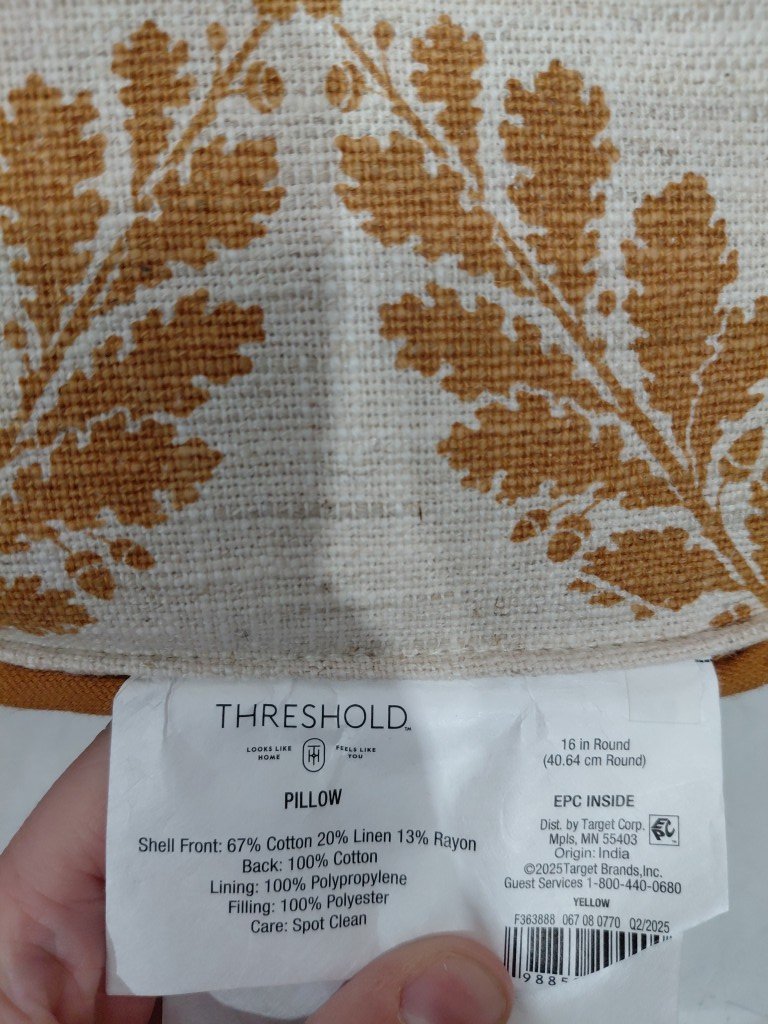 THRESHOLD™
LOOKS LIKE HOME
TH
FEELS LIKE YOU
PILLOW
Shell Front: 67% Cotton 20% Linen 13% Rayon
Back: 100% Cotton
Lining: 100% Polypropylene
Filling: 100% Polyester
Care: Spot Clean
16 in Round
(40.64 cm Round)
EPC INSIDE
Dist. by Target Corp.
Mpls, MN 55403
Origin: India
©2025Target Brands,Inc.
Guest Services 1-800-440-0680
EPC
YELLOW
F363888 067 08 0770 Q2/2025